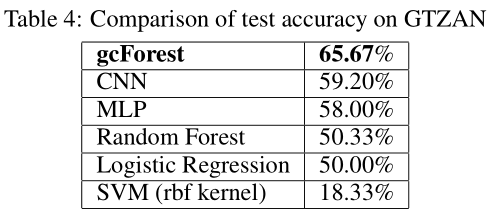 Table 4: Comparison of test accuracy on GTZAN
gcForest 65.67%
CNN 59.20%
MLP 58.00%
Random Forest 50.33%
Logistic Regression 50.00%
SVM (rbf kernel) 18.33%